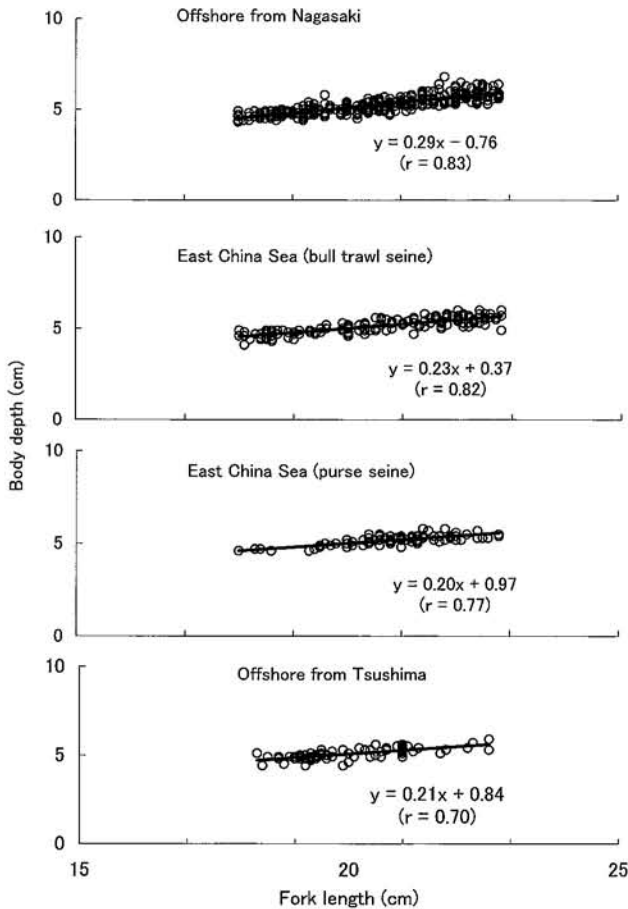 Offshore from Nagasaki
10
5
0
y = 0.29x − 0.76
(r = 0.83)
East China Sea (bull trawl seine)
10
5
0
y = 0.23x + 0.37
(r = 0.82)
Body depth (cm)
East China Sea (purse seine)
10
5
0
y = 0.20x + 0.97
(r = 0.77)
Offshore from Tsushima
10
5
0
y = 0.21x + 0.84
(r = 0.70)
15 20 25
Fork length (cm)